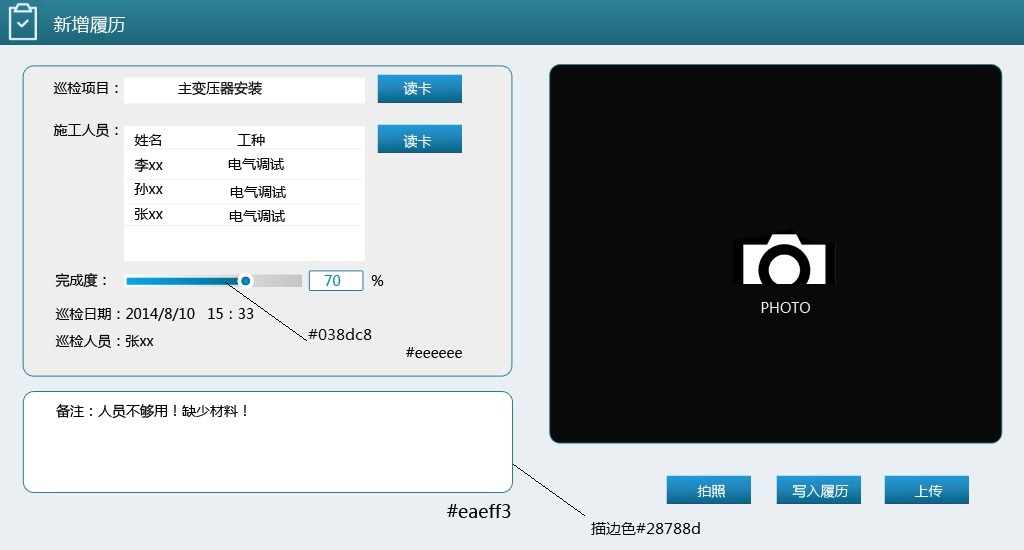 新增履历
巡检项目： 主变压器安装 读卡
施工人员： 读卡
姓名 工种
李xx 电气调试
孙xx 电气调试
张xx 电气调试
完成度： 70 %
巡检日期：2014/8/10 15：33
#038dc8
巡检人员：张xx
#eeeeee
备注：人员不够用！缺少材料！
#eaeff3
描边色#28788d
PHOTO
拍照 写入履历 上传